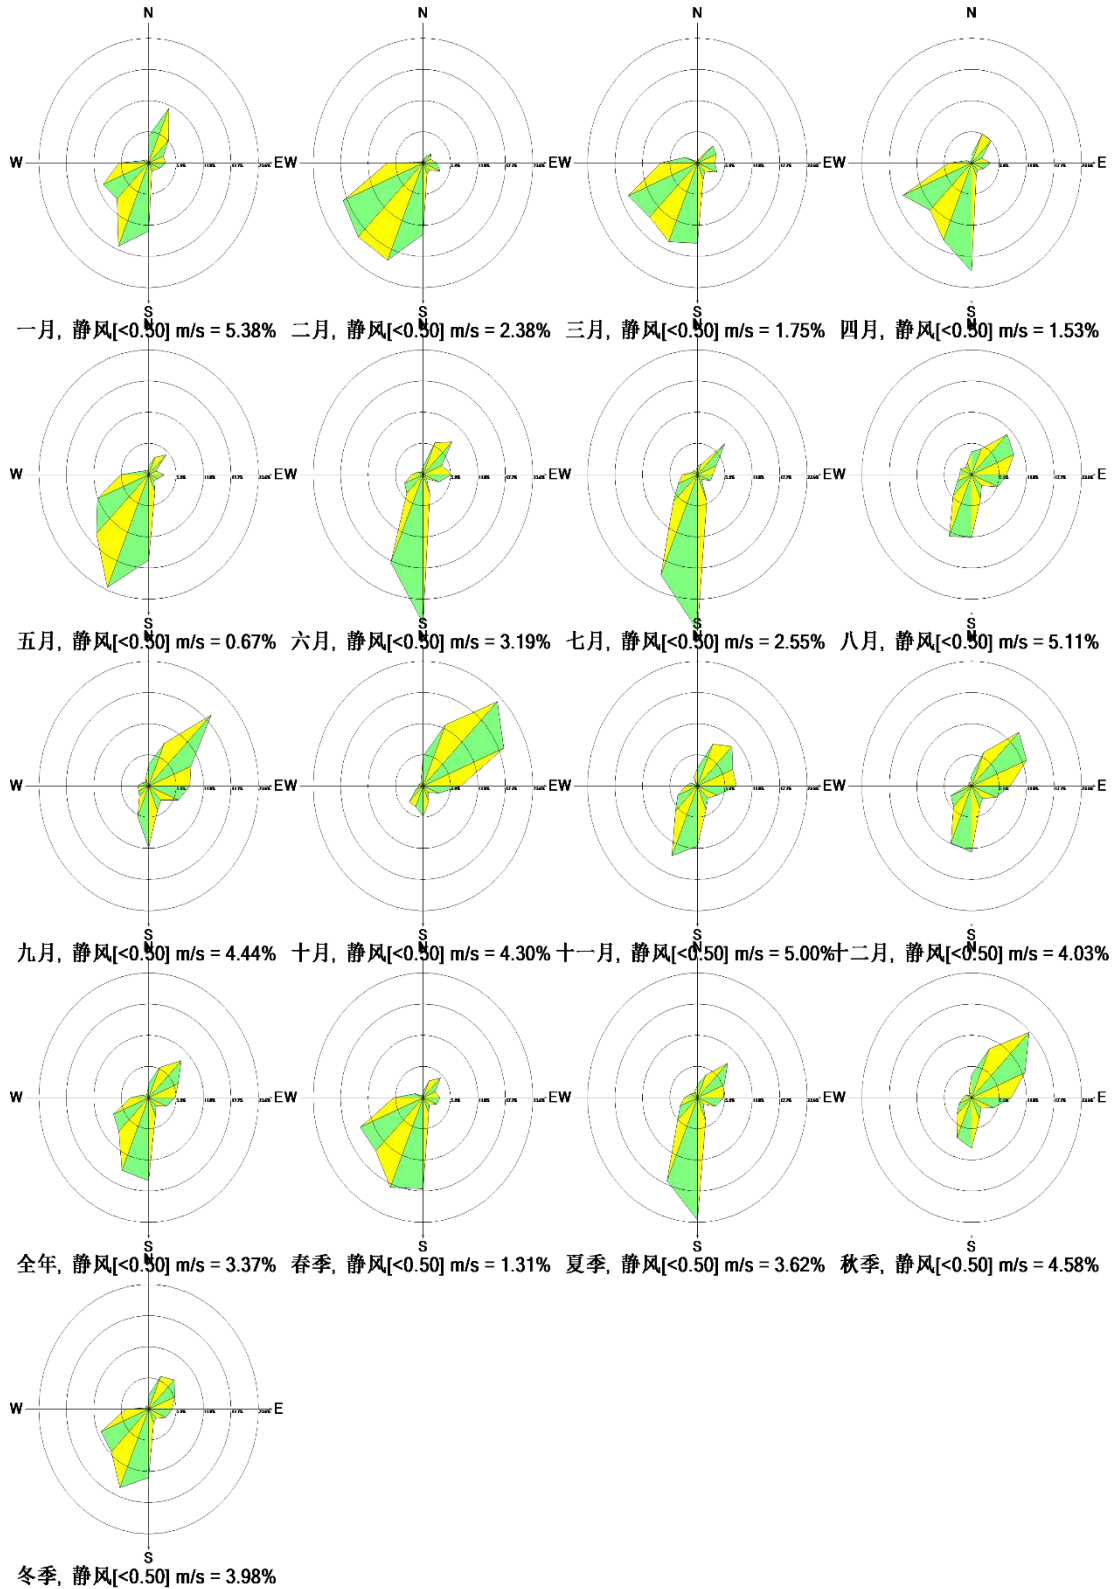 N N N N
W E W E W E W E
S S S S
一月, 静风[<0.50] m/s = 5.38% 二月, 静风[<0.50] m/s = 2.38% 三月, 静风[<0.50] m/s = 1.75% 四月, 静风[<0.50] m/s = 1.53%
N N N N
W E W E W E W E
S S S S
五月, 静风[<0.50] m/s = 0.67% 六月, 静风[<0.50] m/s = 3.19% 七月, 静风[<0.50] m/s = 2.55% 八月, 静风[<0.50] m/s = 5.11%
N N N N
W E W E W E W E
S S S S
九月, 静风[<0.50] m/s = 4.44% 十月, 静风[<0.50] m/s = 4.30% 十一月, 静风[<0.50] m/s = 5.00% 十二月, 静风[<0.50] m/s = 4.03%
N N N N
W E W E W E W E
S S S S
全年, 静风[<0.50] m/s = 3.37% 春季, 静风[<0.50] m/s = 1.31% 夏季, 静风[<0.50] m/s = 3.62% 秋季, 静风[<0.50] m/s = 4.58%
N
W E
S
冬季, 静风[<0.50] m/s = 3.98%